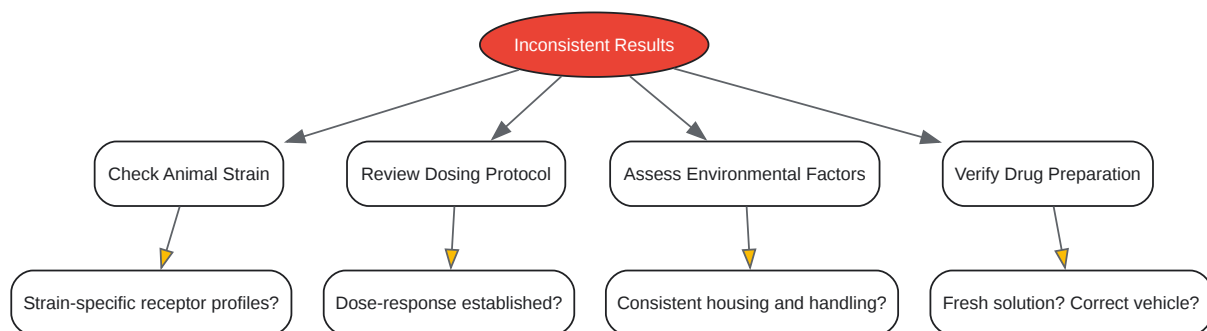 Inconsistent Results
Check Animal Strain
Review Dosing Protocol
Assess Environmental Factors
Verify Drug Preparation
Strain-specific receptor profiles?
Dose-response established?
Consistent housing and handling?
Fresh solution? Correct vehicle?